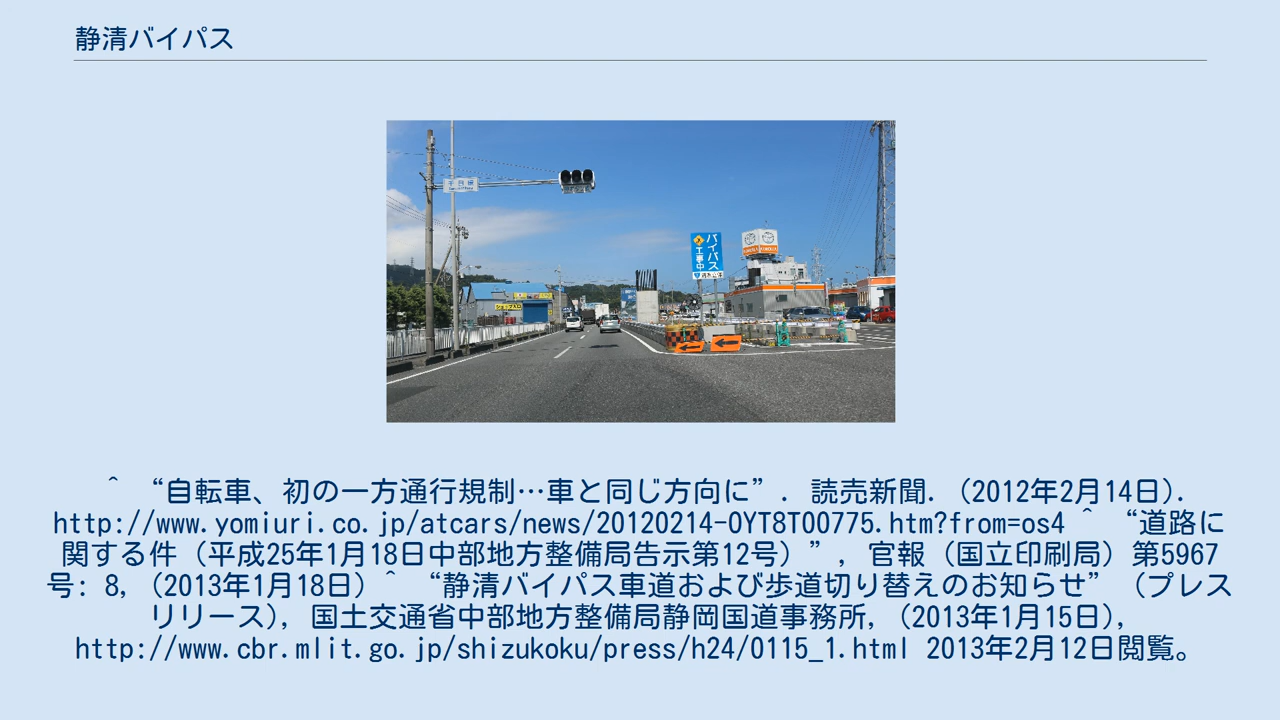 静清バイパス
バイパス
工事中
^ “自転車、初の一方通行規制…車と同じ方向に”. 読売新聞. (2012年2月14日).
http://www.yomiuri.co.jp/atcars/news/20120214-OYT8T00775.htm?from=os4 ^ “道路に
関する件（平成25年1月18日中部地方整備局告示第12号）”, 官報（国立印刷局）第5967
号: 8, (2013年1月18日) ^ “静清バイパス車道および歩道切り替えのお知らせ” (プレス
リリース), 国土交通省中部地方整備局静岡国道事務所, (2013年1月15日),
http://www.cbr.mlit.go.jp/shizukoku/press/h24/0115_1.html 2013年2月12日閲覧。